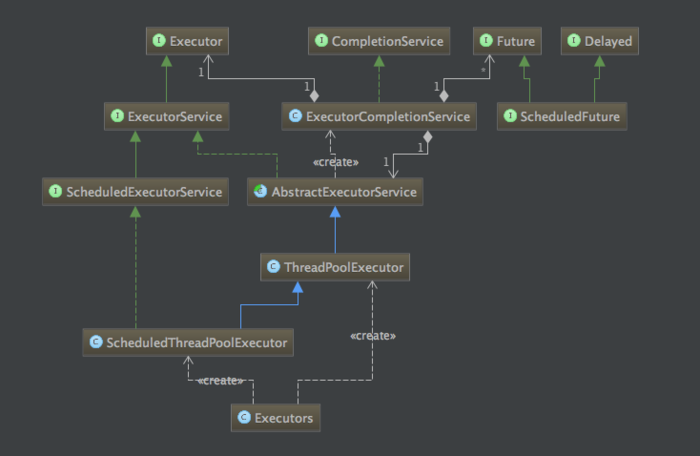 I Executor
I CompletionService
I Future
I Delayed
1
1
1
*
I ExecutorService
C ExecutorCompletionService
I ScheduledFuture
«create»
1
1
I ScheduledExecutorService
C AbstractExecutorService
C ThreadPoolExecutor
«create»
C ScheduledThreadPoolExecutor
«create»
C Executors